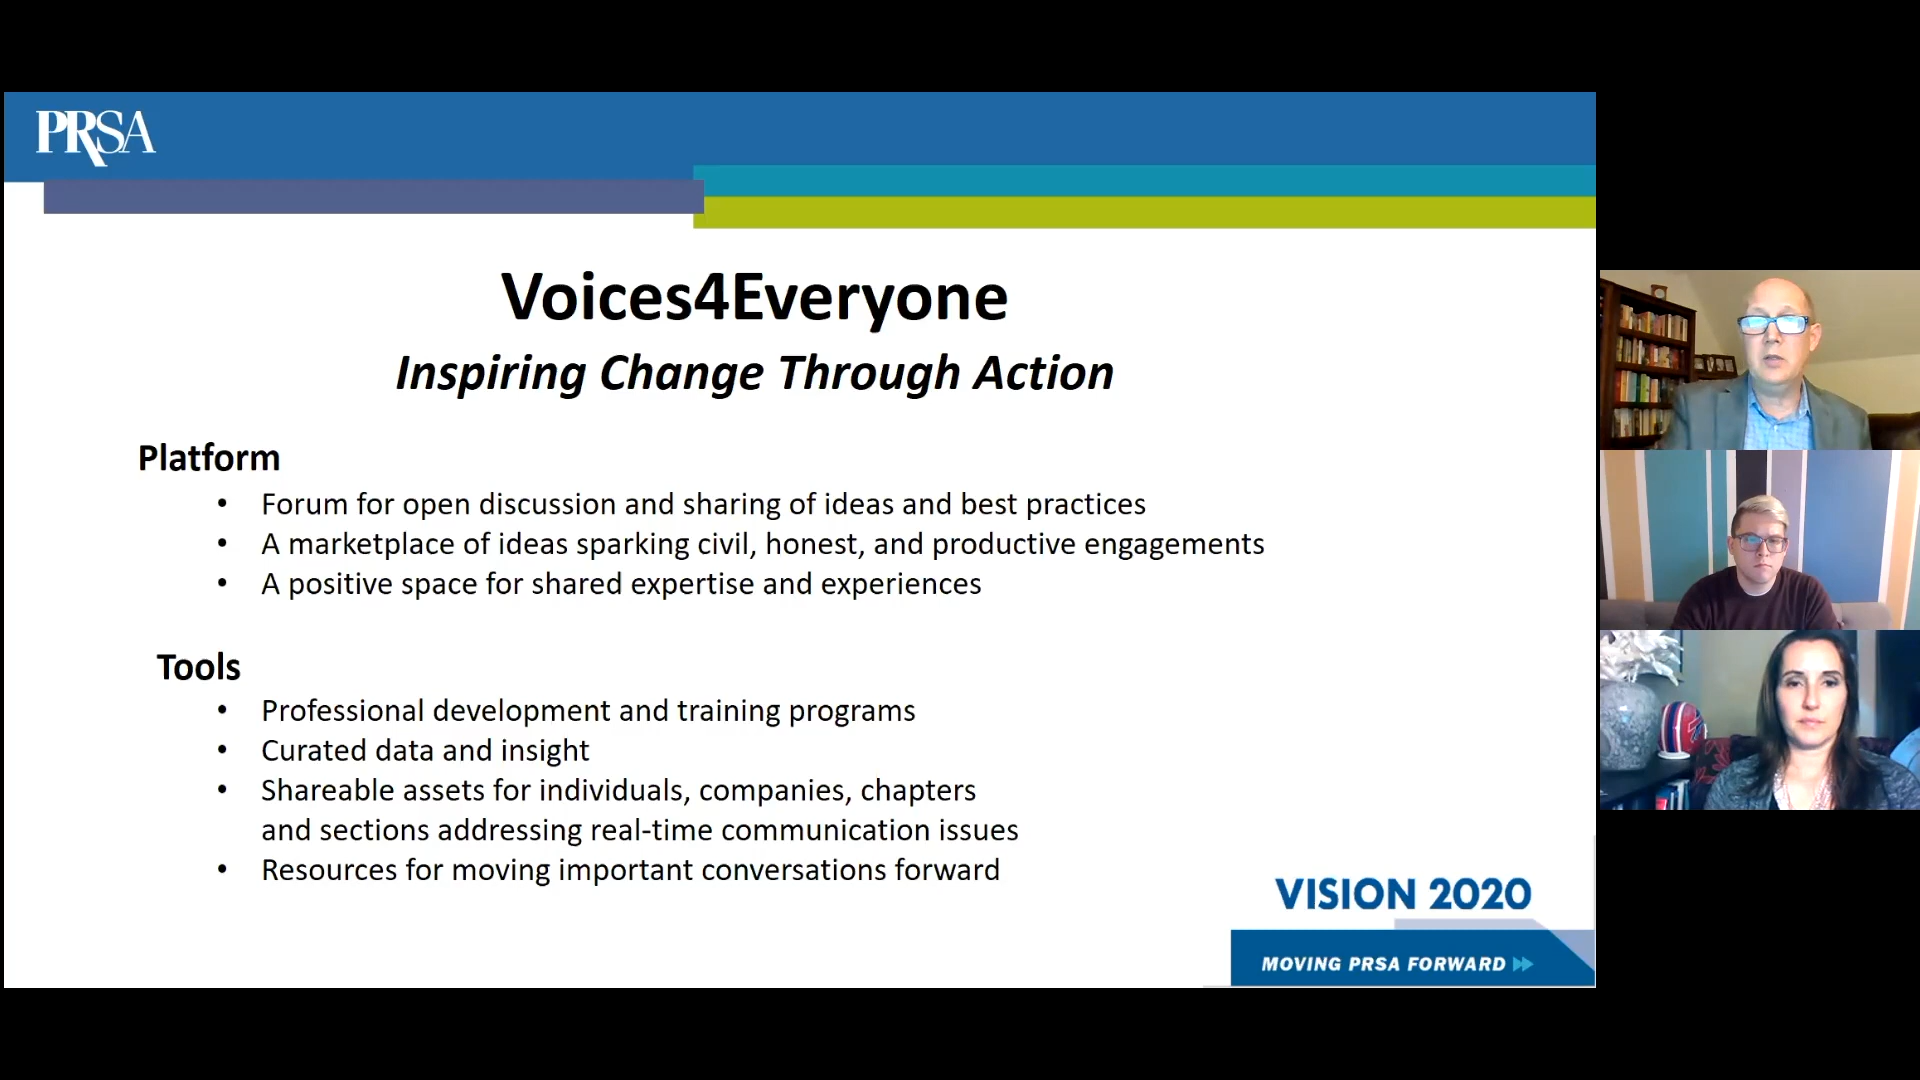 PRSA
Voices4Everyone
Inspiring Change Through Action
Platform
• Forum for open discussion and sharing of ideas and best practices
• A marketplace of ideas sparking civil, honest, and productive engagements
• A positive space for shared expertise and experiences
Tools
• Professional development and training programs
• Curated data and insight
• Shareable assets for individuals, companies, chapters
and sections addressing real-time communication issues
• Resources for moving important conversations forward
VISION 2020
MOVING PRSA FORWARD